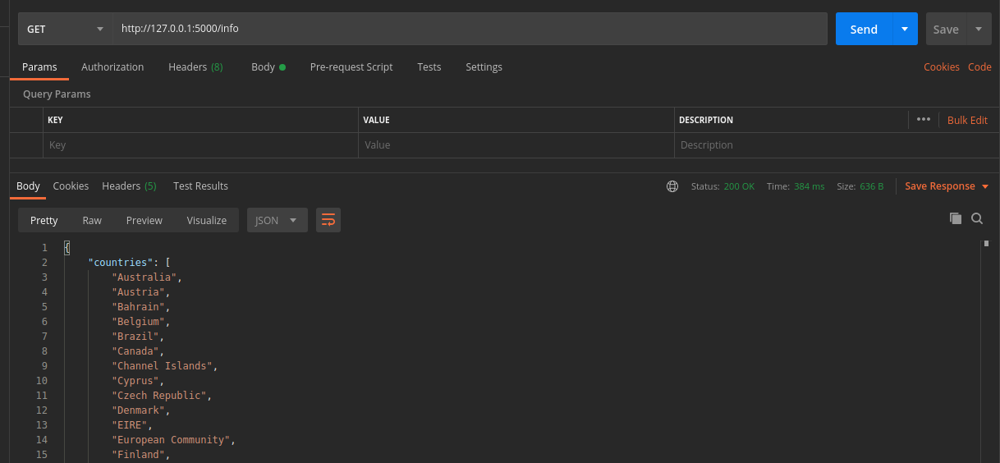 GET http://127.0.0.1:5000/info Send Save
Params Authorization Headers (8) Body Pre-request Script Tests Settings Cookies Code
Query Params
KEY VALUE DESCRIPTION ••• Bulk Edit
Key Value Description
Body Cookies Headers (5) Test Results Status: 200 OK Time: 384 ms Size: 636 B Save Response
Pretty Raw Preview Visualize JSON
1 {
2 "countries": [
3 "Australia",
4 "Austria",
5 "Bahrain",
6 "Belgium",
7 "Brazil",
8 "Canada",
9 "Channel Islands",
10 "Cyprus",
11 "Czech Republic",
12 "Denmark",
13 "EIRE",
14 "European Community",
15 "Finland",